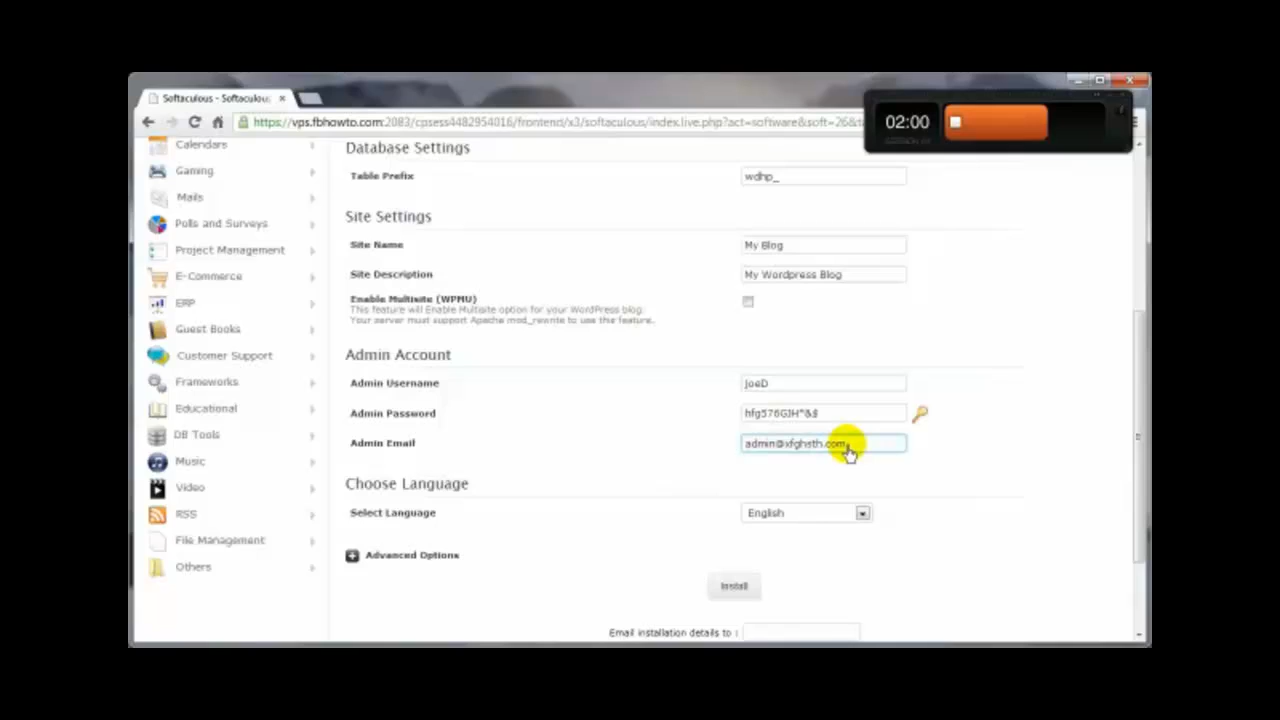 Softaculous - Softaculous
https://vps.fbhowto.com:2083/cpsess4482954016/frontend/x3/softaculous/index.live.php?act=software&soft=26&t
02:00
Calendars
Gaming
Mails
Polls and Surveys
Project Management
E-Commerce
ERP
Guest Books
Customer Support
Frameworks
Educational
DB Tools
Music
Video
RSS
File Management
Others
Database Settings
Table Prefix wdhp_
Site Settings
Site Name My Blog
Site Description My Wordpress Blog
Enable Multisite (WPMU)
This feature will Enable Multisite option for your WordPress blog.
Your server must support Apache mod_rewrite to use this feature.
Admin Account
Admin Username JoeD
Admin Password hfg576GJH^&$
Admin Email admin@xfghsth.com
Choose Language
Select Language English
Advanced Options
Install
Email installation details to :